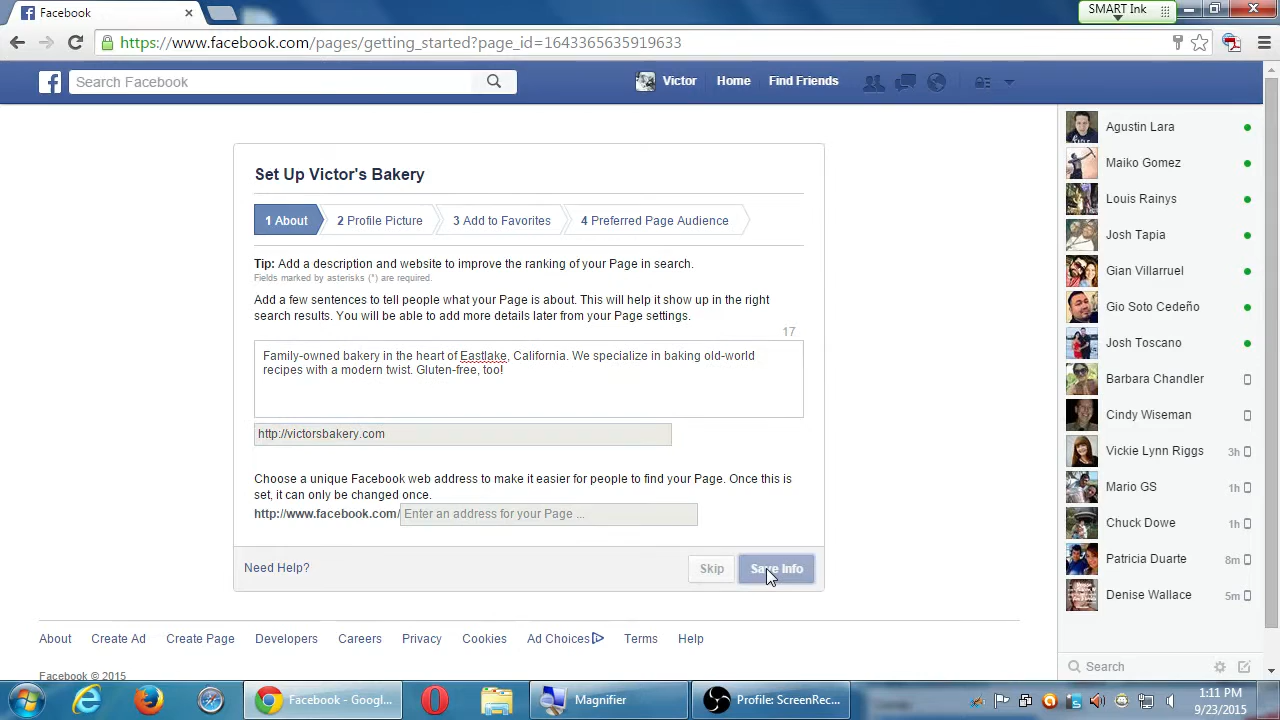 Facebook
SMART Ink
https://www.facebook.com/pages/getting_started?page_id=1643365635919633
Search Facebook
Victor
Home
Find Friends
Set Up Victor's Bakery
1 About
2 Profile Picture
3 Add to Favorites
4 Preferred Page Audience
Tip: Add a description and website to improve the ranking of your Page in search.
Fields marked by asterisks (*) are required.
Add a few sentences to tell people what your Page is about. This will help it show up in the right
search results. You will be able to add more details later from your Page settings.
17
Family-owned bakery in the heart of Eastlake, California. We specialize in baking old-world
recipes with a modern twist. Gluten-free, too!
http://victorsbakery.com
Choose a unique Facebook web address to make it easier for people to find your Page. Once this is
set, it can only be changed once.
http://www.facebook.com/ Enter an address for your Page ...
Need Help?
Skip
Save Info
About
Create Ad
Create Page
Developers
Careers
Privacy
Cookies
Ad Choices
Terms
Help
Facebook © 2015
Agustin Lara
Maiko Gomez
Louis Rainys
Josh Tapia
Gian Villarruel
Gio Soto Cedeño
Josh Toscano
Barbara Chandler
Cindy Wiseman
Vickie Lynn Riggs 3h
Mario GS 1h
Chuck Dowe 1h
Patricia Duarte 8m
Denise Wallace 5m
Search
Facebook - Googl...
Magnifier
Profile: ScreenRec...
1:11 PM
9/23/2015